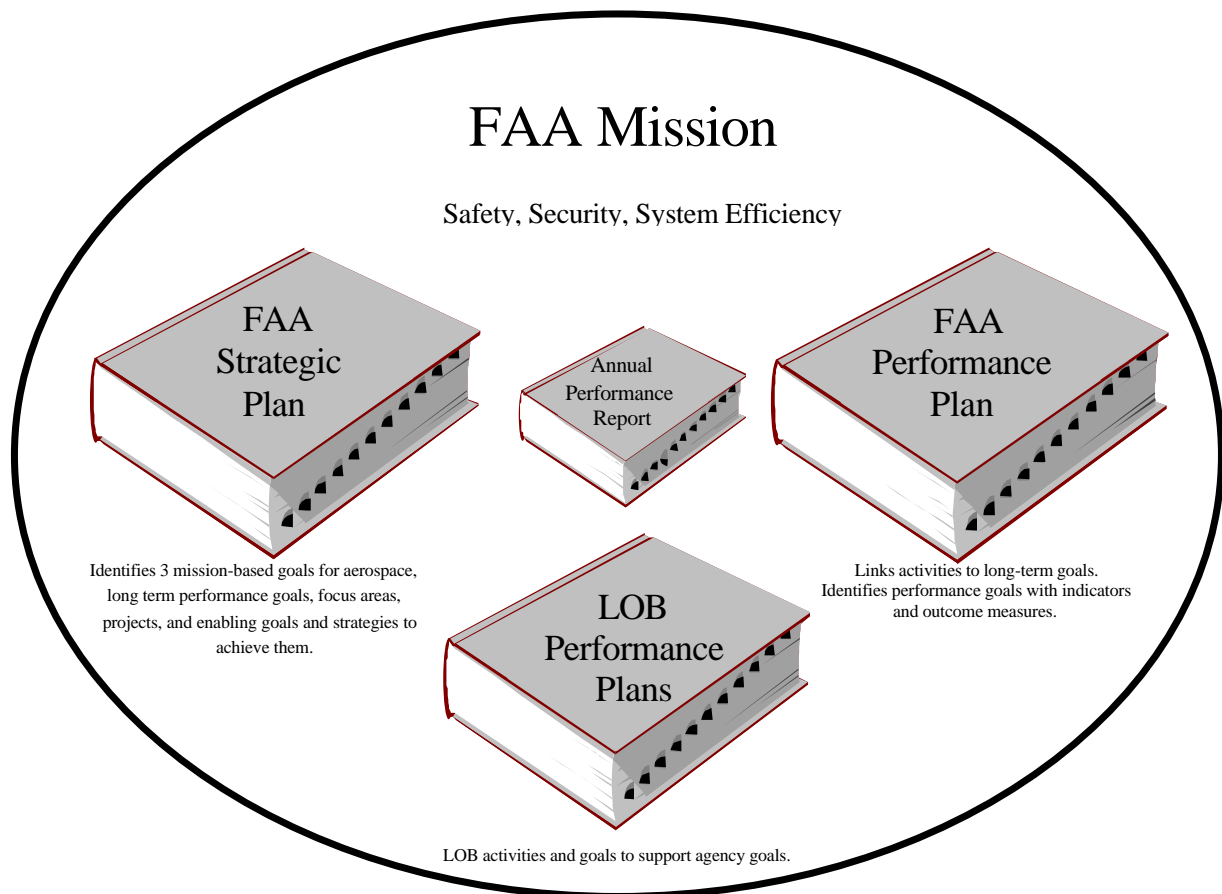 FAA Mission
Safety, Security, System Efficiency
FAA
Strategic
Plan
Annual
Performance
Report
FAA
Performance
Plan
Identifies 3 mission-based goals for aerospace,
long term performance goals, focus areas,
projects, and enabling goals and strategies to
achieve them.
Links activities to long-term goals.
Identifies performance goals with indicators
and outcome measures.
LOB
Performance
Plans
LOB activities and goals to support agency goals.